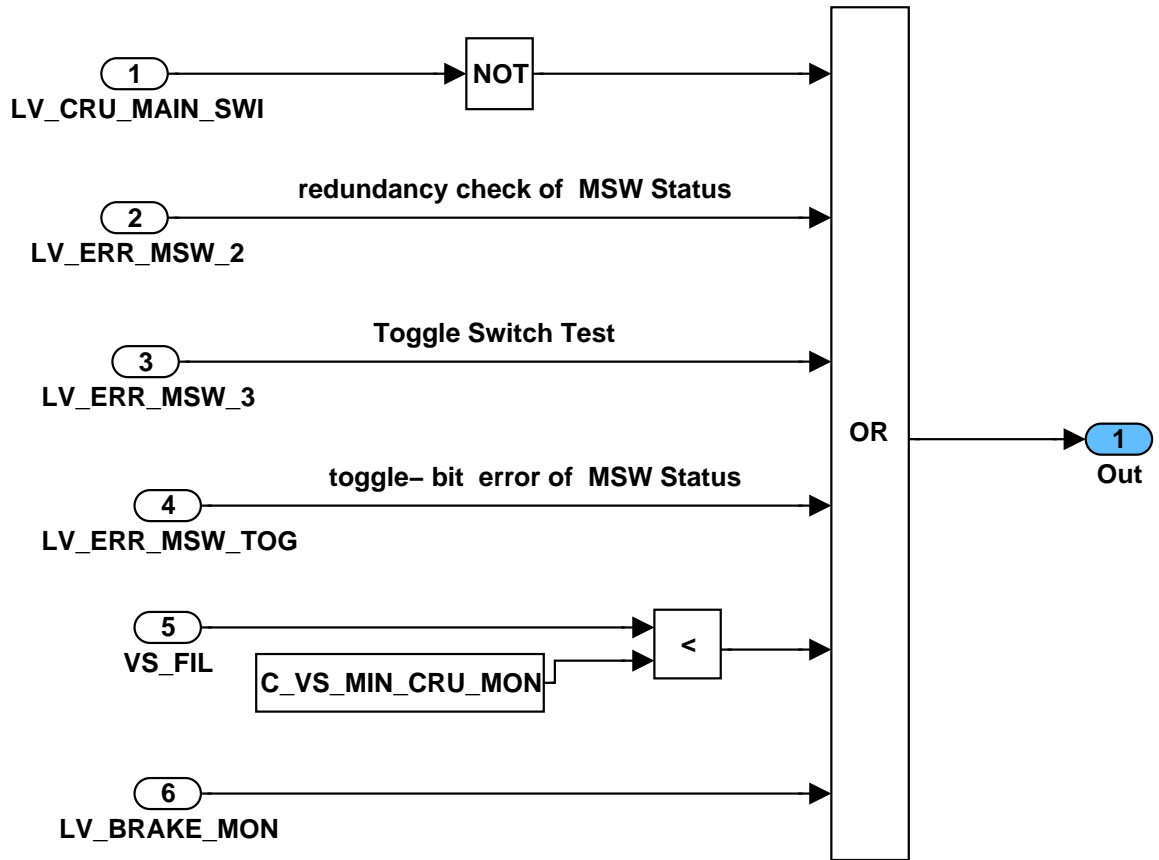 1
NOT
LV_CRU_MAIN_SWI
redundancy check of  MSW Status
2
LV_ERR_MSW_2
Toggle Switch Test
3
LV_ERR_MSW_3
OR
1
Out
toggle− bit  error of  MSW Status
4
LV_ERR_MSW_TOG
5
<
VS_FIL
C_VS_MIN_CRU_MON
6
LV_BRAKE_MON